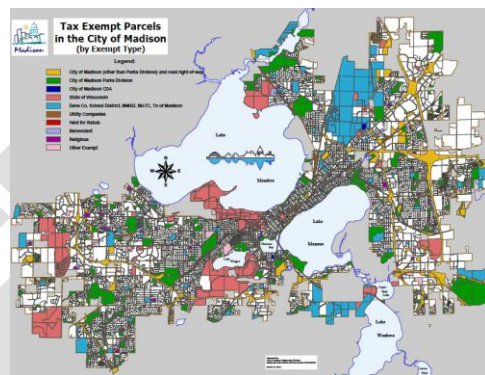 Tax Exempt Parcels
in the City of Madison
(by Exempt Type)
Madison
Legend:
City of Madison (other than Parks Division) and road right-of-way
City of Madison Parks Division
City of Madison CDA
State of Wisconsin
Dane Co, School District, MMSD, MATC, Tn of Madison
Utility Companies
Held for Rehab
Benevolent
Religious
Other Exempt
Lake
Mendota
N
W
E
S
Lake
Monona
Lake
Wingra
Monona
Bay
Upper
Mud
Lake
Lake
Waubesa